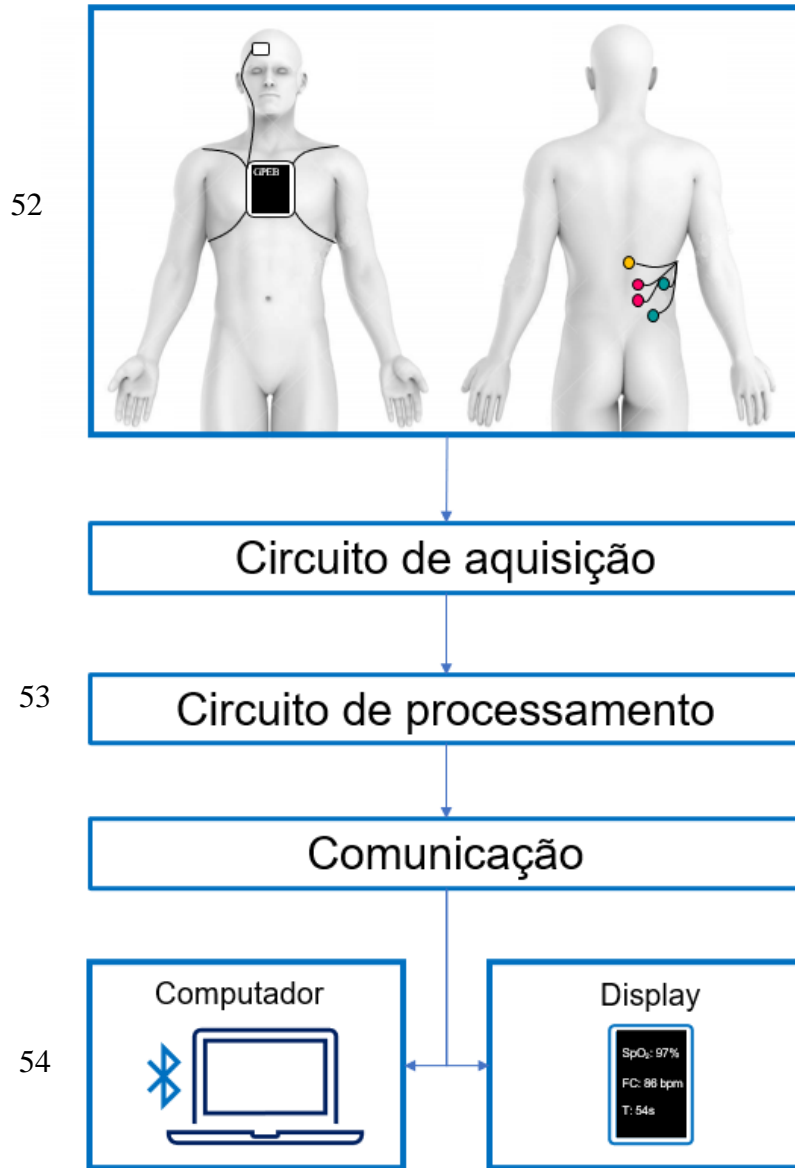 GPEB
52
Circuito de aquisição
53
Circuito de processamento
Comunicação
Computador
Display
54
SpO₂: 97%
FC: 86 bpm
T: 54s